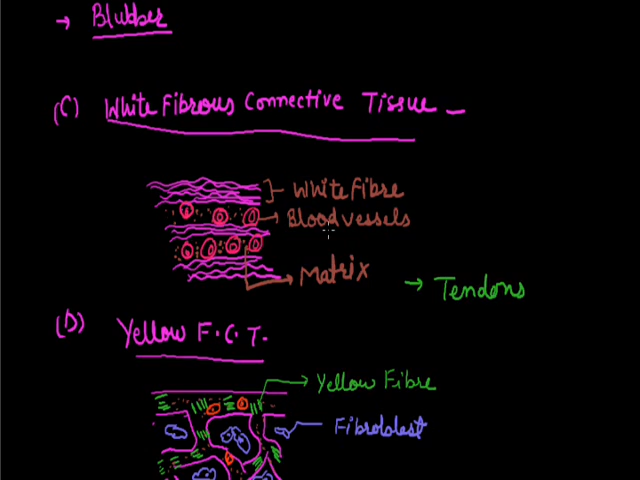 → Blubber
(C) White Fibrous Connective Tissue –
White Fibre
Blood vessels
Matrix
→ Tendons
(D) Yellow F.C.T.
Yellow Fibre
Fibroblast